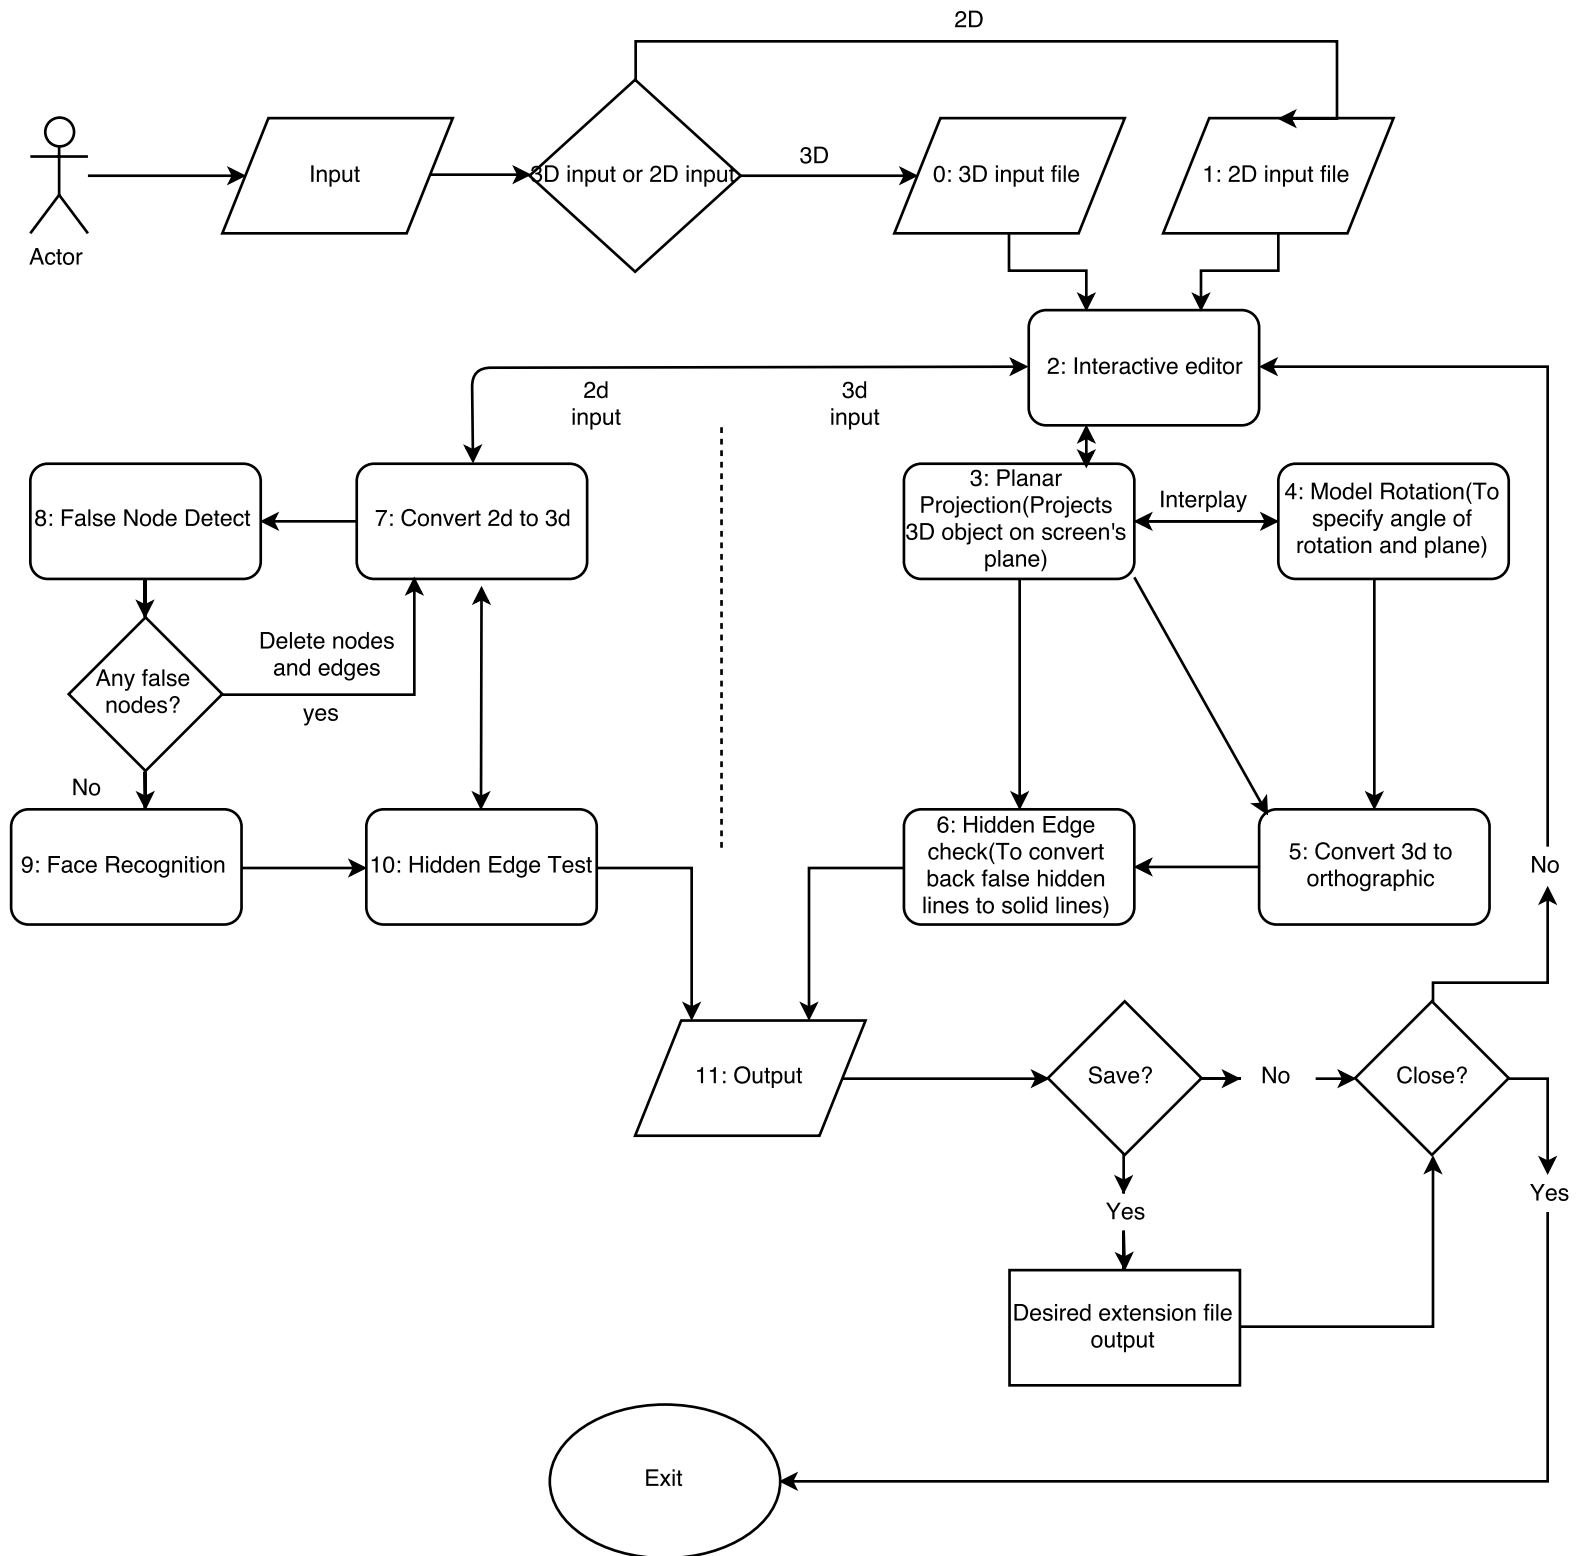 2D
3D
Input
3D input or 2D input
0: 3D input file
1: 2D input file
Actor
2: Interactive editor
2d
input
3d
input
8: False Node Detect
7: Convert 2d to 3d
3: Planar
Projection(Projects
3D object on screen's
plane)
Interplay
4: Model Rotation(To
specify angle of
rotation and plane)
Any false
nodes?
Delete nodes
and edges
yes
No
9: Face Recognition
10: Hidden Edge Test
6: Hidden Edge
check(To convert
back false hidden
lines to solid lines)
5: Convert 3d to
orthographic
No
11: Output
Save?
No
Close?
Yes
Yes
Desired extension file
output
Exit